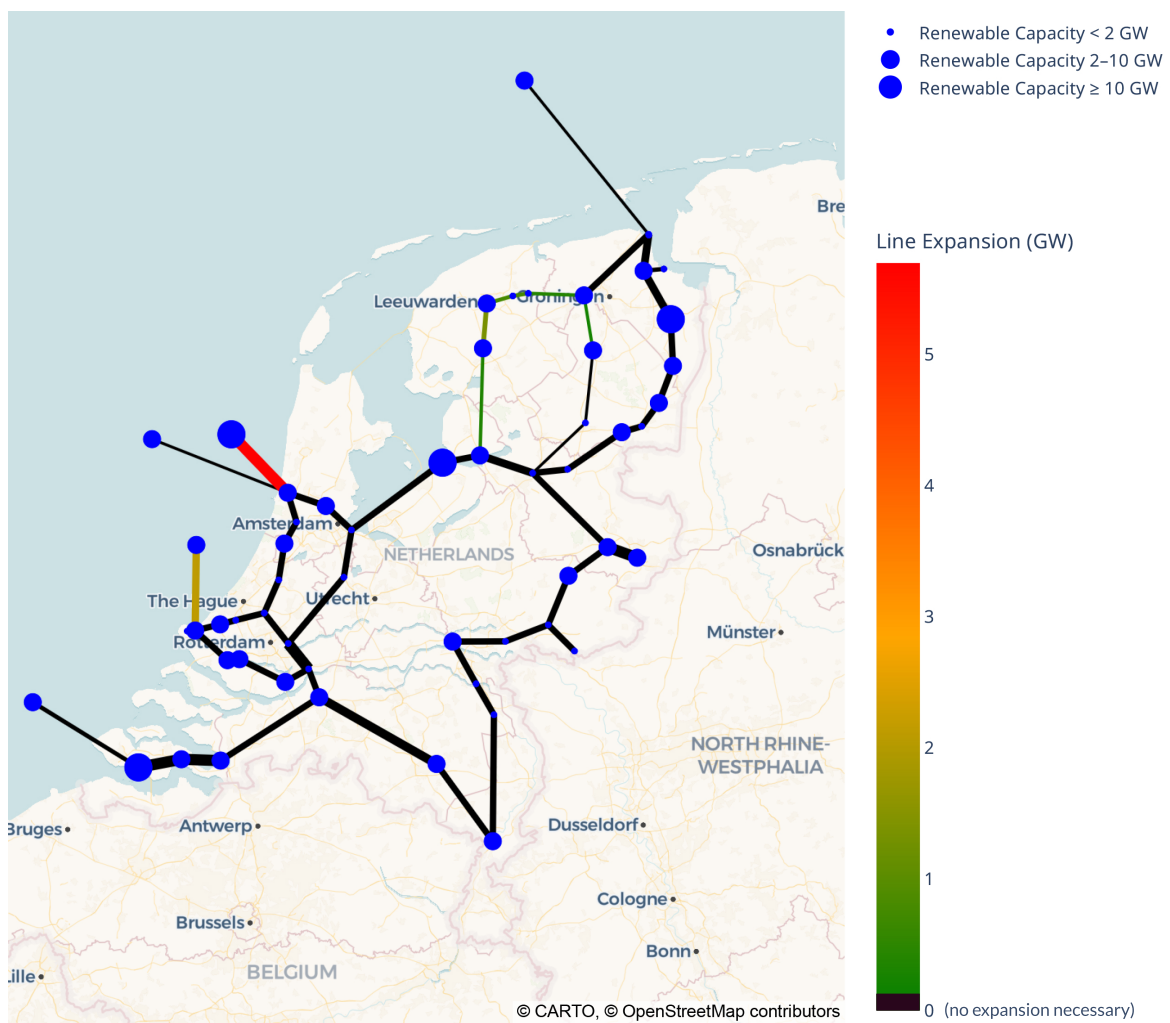 Renewable Capacity < 2 GW
Renewable Capacity 2–10 GW
Renewable Capacity ≥ 10 GW
Bre
Line Expansion (GW)
Leeuwarden
Groningen
5
4
Amsterdam
NETHERLANDS
Osnabrück
The Hague
Utrecht
3
Rotterdam
Münster
NORTH RHINE-
WESTPHALIA
2
Bruges
Antwerp
Dusseldorf
1
Cologne
Brussels
Bonn
BELGIUM
Lille
0 (no expansion necessary)
© CARTO, © OpenStreetMap contributors